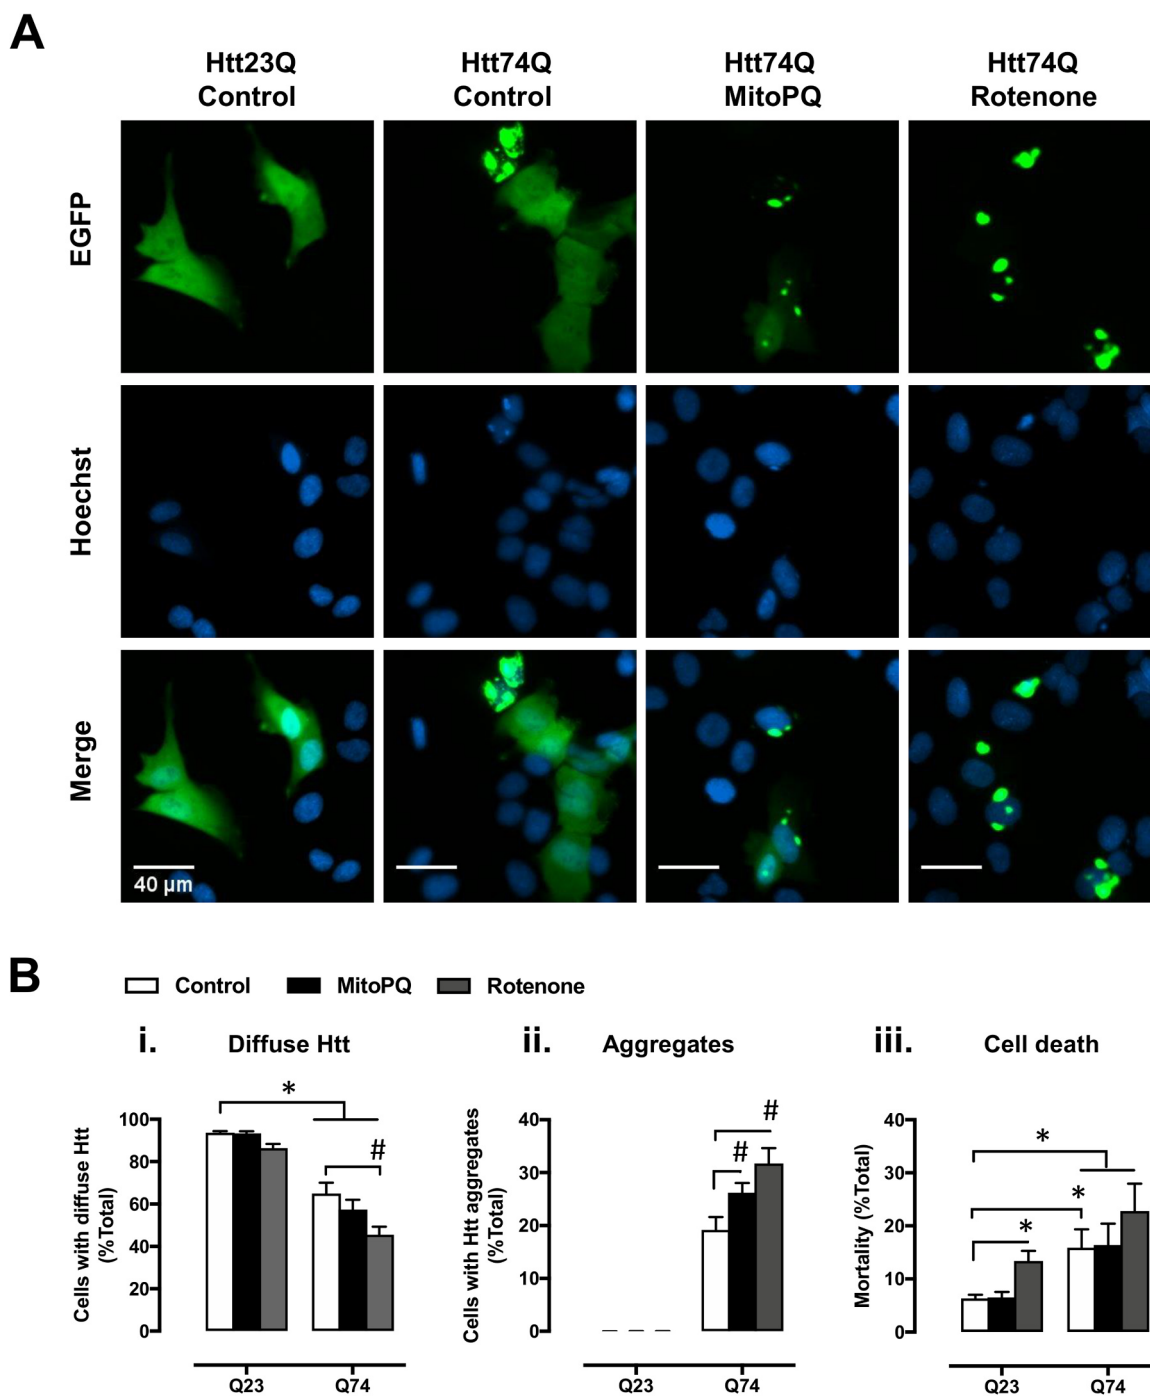 A
Htt23Q Control
Htt74Q Control
Htt74Q MitoPQ
Htt74Q Rotenone
EGFP
Hoechst
Merge
40 µm
B
Control
MitoPQ
Rotenone
i.
Diffuse Htt
Cells with diffuse Htt
(%Total)
100
80
60
40
20
0
*
#
Q23
Q74
ii.
Aggregates
Cells with Htt aggregates
(%Total)
40
30
20
10
0
#
#
Q23
Q74
iii.
Cell death
Mortality (%Total)
40
30
20
10
0
*
*
*
Q23
Q74